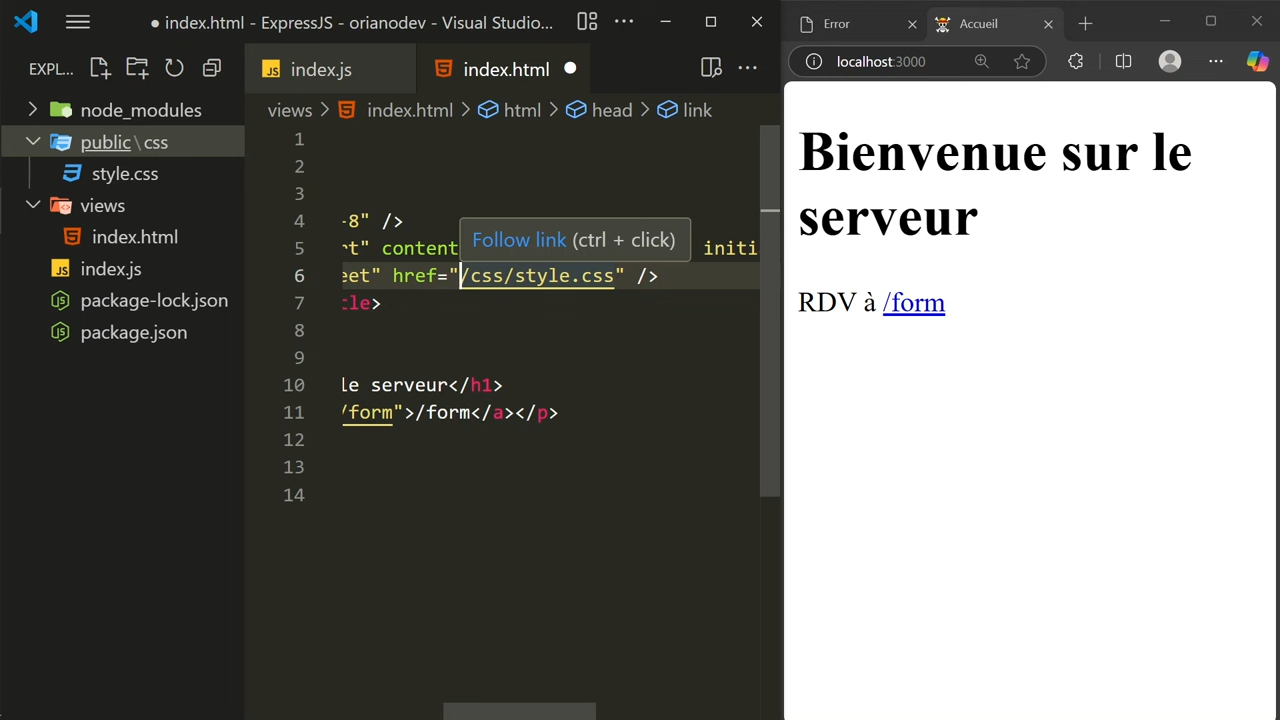 index.html - ExpressJS - orianodev - Visual Studio...
EXPL...
node_modules
public\css
style.css
views
index.html
index.js
package-lock.json
package.json
JS index.js
index.html
views > index.html > html > head > link
1
2
3
4 -8" />
Follow link (ctrl + click)
5 rt" content initi
6 eet" href="/css/style.css" />
7 tle>
8
9
10 le serveur</h1>
11 /form">/form</a></p>
12
13
14
Error
Accueil
localhost:3000
Bienvenue sur le
serveur
RDV à /form